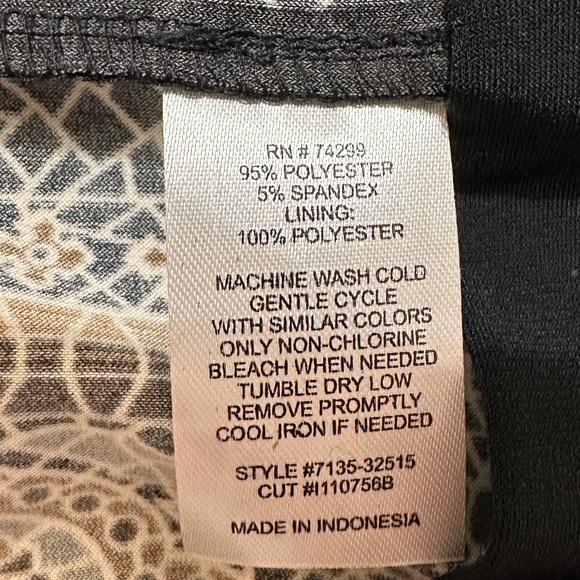 RN # 74299
95% POLYESTER
5% SPANDEX
LINING:
100% POLYESTER
MACHINE WASH COLD
GENTLE CYCLE
WITH SIMILAR COLORS
ONLY NON-CHLORINE
BLEACH WHEN NEEDED
TUMBLE DRY LOW
REMOVE PROMPTLY
COOL IRON IF NEEDED
STYLE #7135-32515
CUT #I110756B
MADE IN INDONESIA